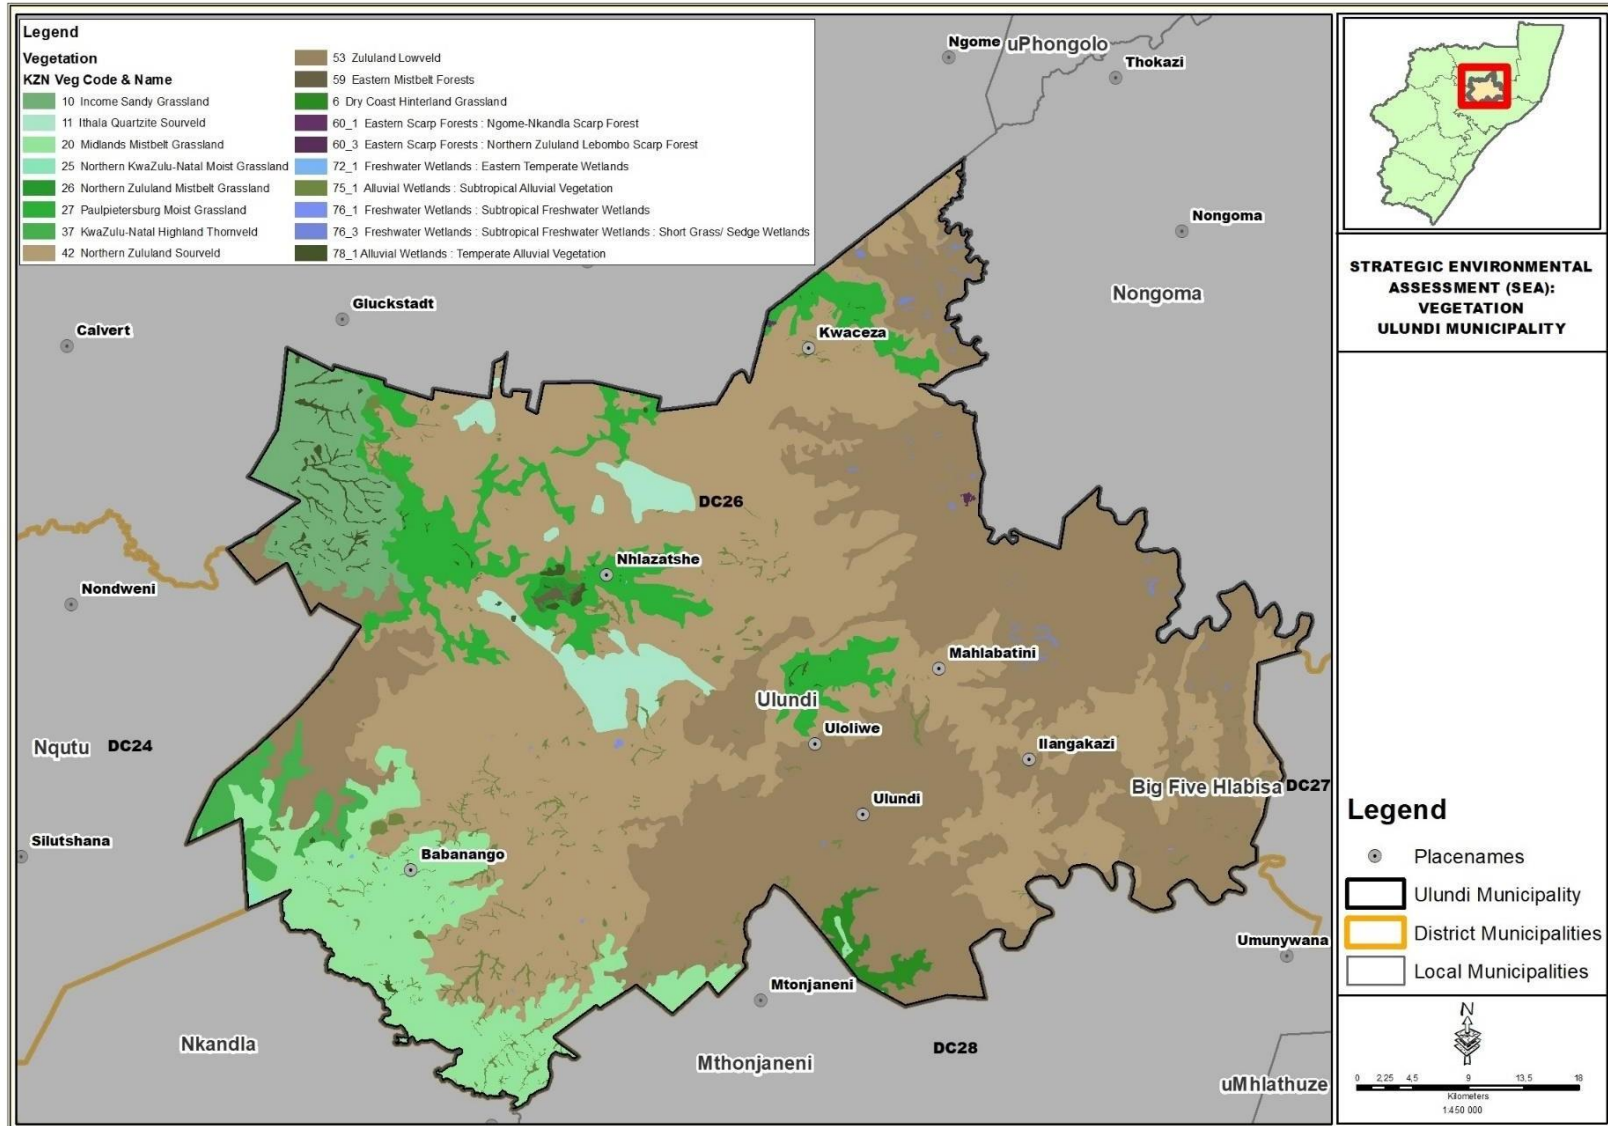 Legend
Vegetation
KZN Veg Code & Name
10 Income Sandy Grassland
11 Ithala Quartzite Sourveld
20 Midlands Mistbelt Grassland
25 Northern KwaZulu-Natal Moist Grassland
26 Northern Zululand Mistbelt Grassland
27 Paulpietersburg Moist Grassland
37 KwaZulu-Natal Highland Thornveld
42 Northern Zululand Sourveld
53 Zululand Lowveld
59 Eastern Mistbelt Forests
6 Dry Coast Hinterland Grassland
60_1 Eastern Scarp Forests : Ngome-Nkandla Scarp Forest
60_3 Eastern Scarp Forests : Northern Zululand Lebombo Scarp Forest
72_1 Freshwater Wetlands : Eastern Temperate Wetlands
75_1 Alluvial Wetlands : Subtropical Alluvial Vegetation
76_1 Freshwater Wetlands : Subtropical Freshwater Wetlands
76_3 Freshwater Wetlands : Subtropical Freshwater Wetlands : Short Grass/ Sedge Wetlands
78_1 Alluvial Wetlands : Temperate Alluvial Vegetation
Ngome
uPhongolo
Thokazi
Nongoma
Nongoma
Gluckstadt
Calvert
Kwaceza
DC26
Nhlazatshe
Nondweni
Mahlabatini
Ulundi
Uloliwe
Nqutu
DC24
Ilangakazi
Big Five Hlabisa
DC27
Ulundi
Silutshana
Babanango
Umunywana
Mtonjaneni
Nkandla
Mthonjaneni
DC28
uMhlathuze
STRATEGIC ENVIRONMENTAL
ASSESSMENT (SEA):
VEGETATION
ULUNDI MUNICIPALITY
Legend
Placenames
Ulundi Municipality
District Municipalities
Local Municipalities
N
0 2,25 4,5 9 13,5 18
Kilometers
1:450 000